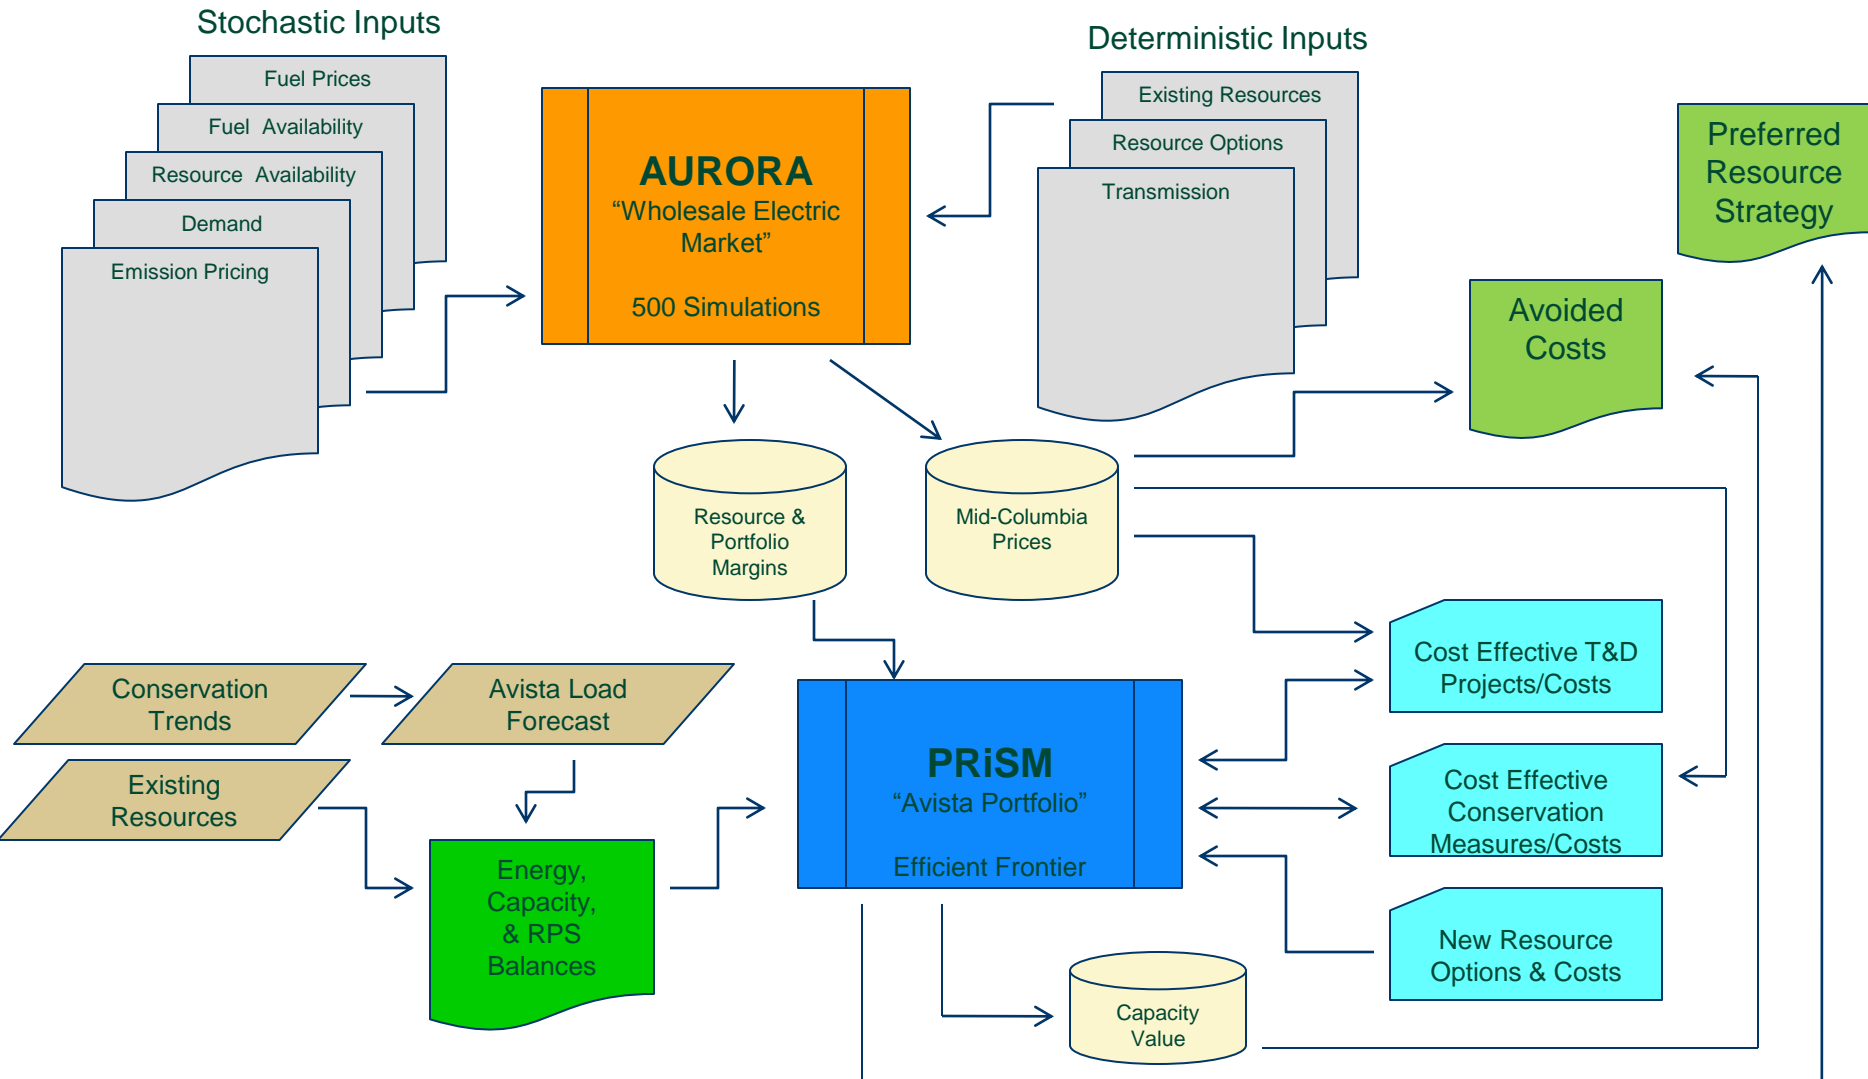 Stochastic Inputs
Deterministic Inputs
Fuel Prices
Fuel Availability
Resource Availability
Demand
Emission Pricing
AURORA
“Wholesale Electric
Market”
500 Simulations
Existing Resources
Resource Options
Transmission
Preferred
Resource
Strategy
Avoided
Costs
Resource &
Portfolio
Margins
Mid-Columbia
Prices
Conservation
Trends
Avista Load
Forecast
Existing
Resources
Energy,
Capacity,
& RPS
Balances
PRiSM
“Avista Portfolio”
Efficient Frontier
Cost Effective T&D
Projects/Costs
Cost Effective
Conservation
Measures/Costs
New Resource
Options & Costs
Capacity
Value